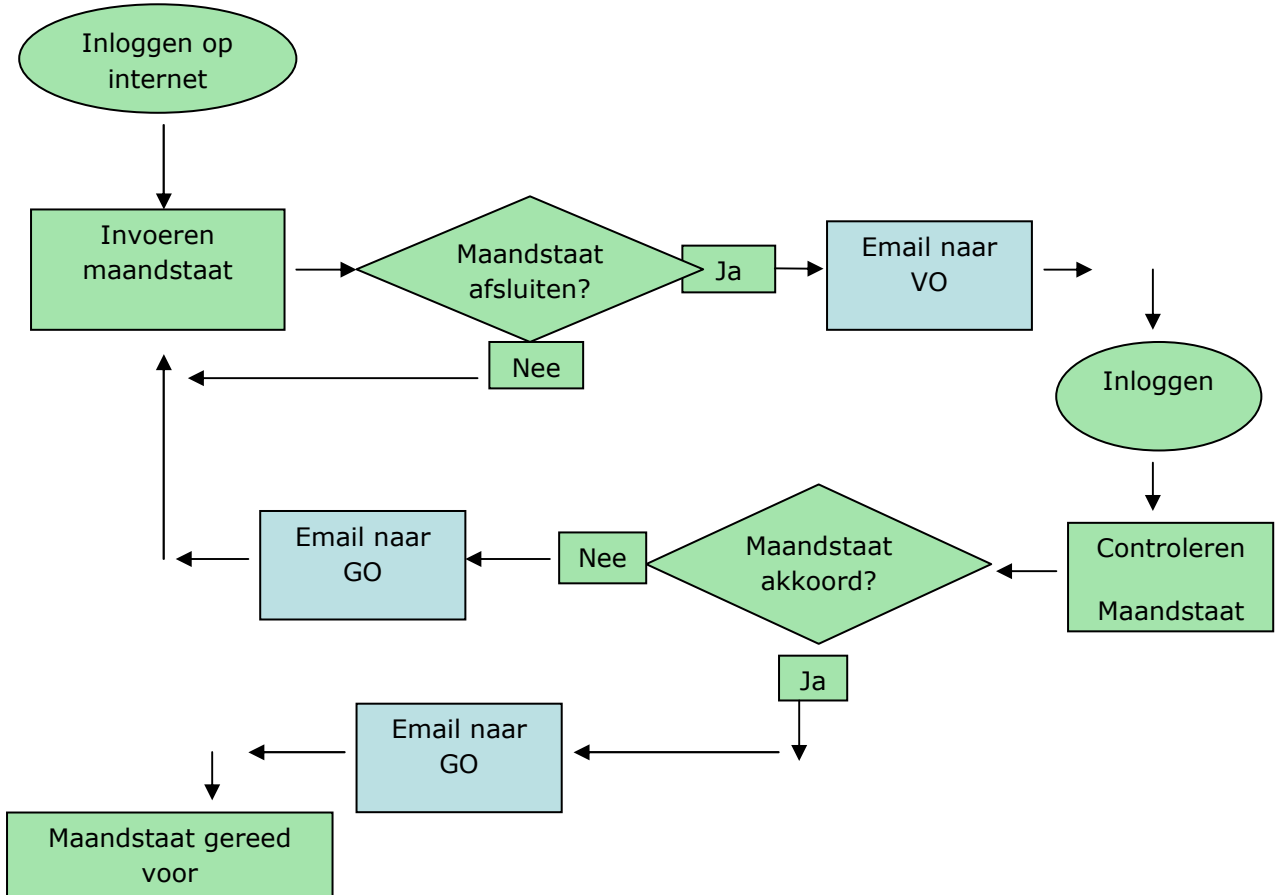 Inloggen op
internet
Invoeren
maandstaat
Maandstaat
afsluiten?
Ja
Email naar
VO
Nee
Inloggen
Controleren
Maandstaat
Maandstaat
akkoord?
Nee
Email naar
GO
Ja
Email naar
GO
Maandstaat gereed
voor